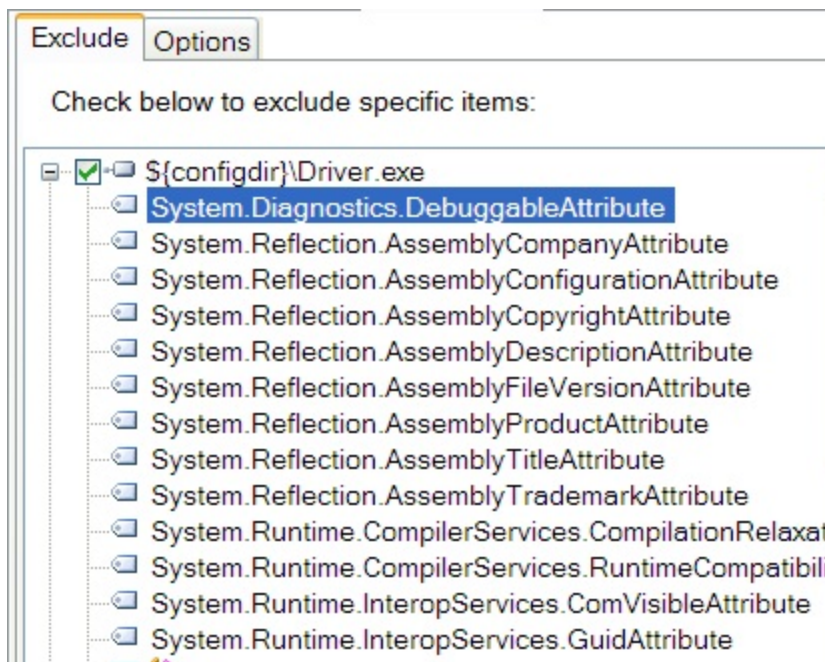 Exclude Options
Check below to exclude specific items:
${configdir}\Driver.exe
System.Diagnostics.DebuggableAttribute
System.Reflection.AssemblyCompanyAttribute
System.Reflection.AssemblyConfigurationAttribute
System.Reflection.AssemblyCopyrightAttribute
System.Reflection.AssemblyDescriptionAttribute
System.Reflection.AssemblyFileVersionAttribute
System.Reflection.AssemblyProductAttribute
System.Reflection.AssemblyTitleAttribute
System.Reflection.AssemblyTrademarkAttribute
System.Runtime.CompilerServices.CompilationRelaxat
System.Runtime.CompilerServices.RuntimeCompatibili
System.Runtime.InteropServices.ComVisibleAttribute
System.Runtime.InteropServices.GuidAttribute